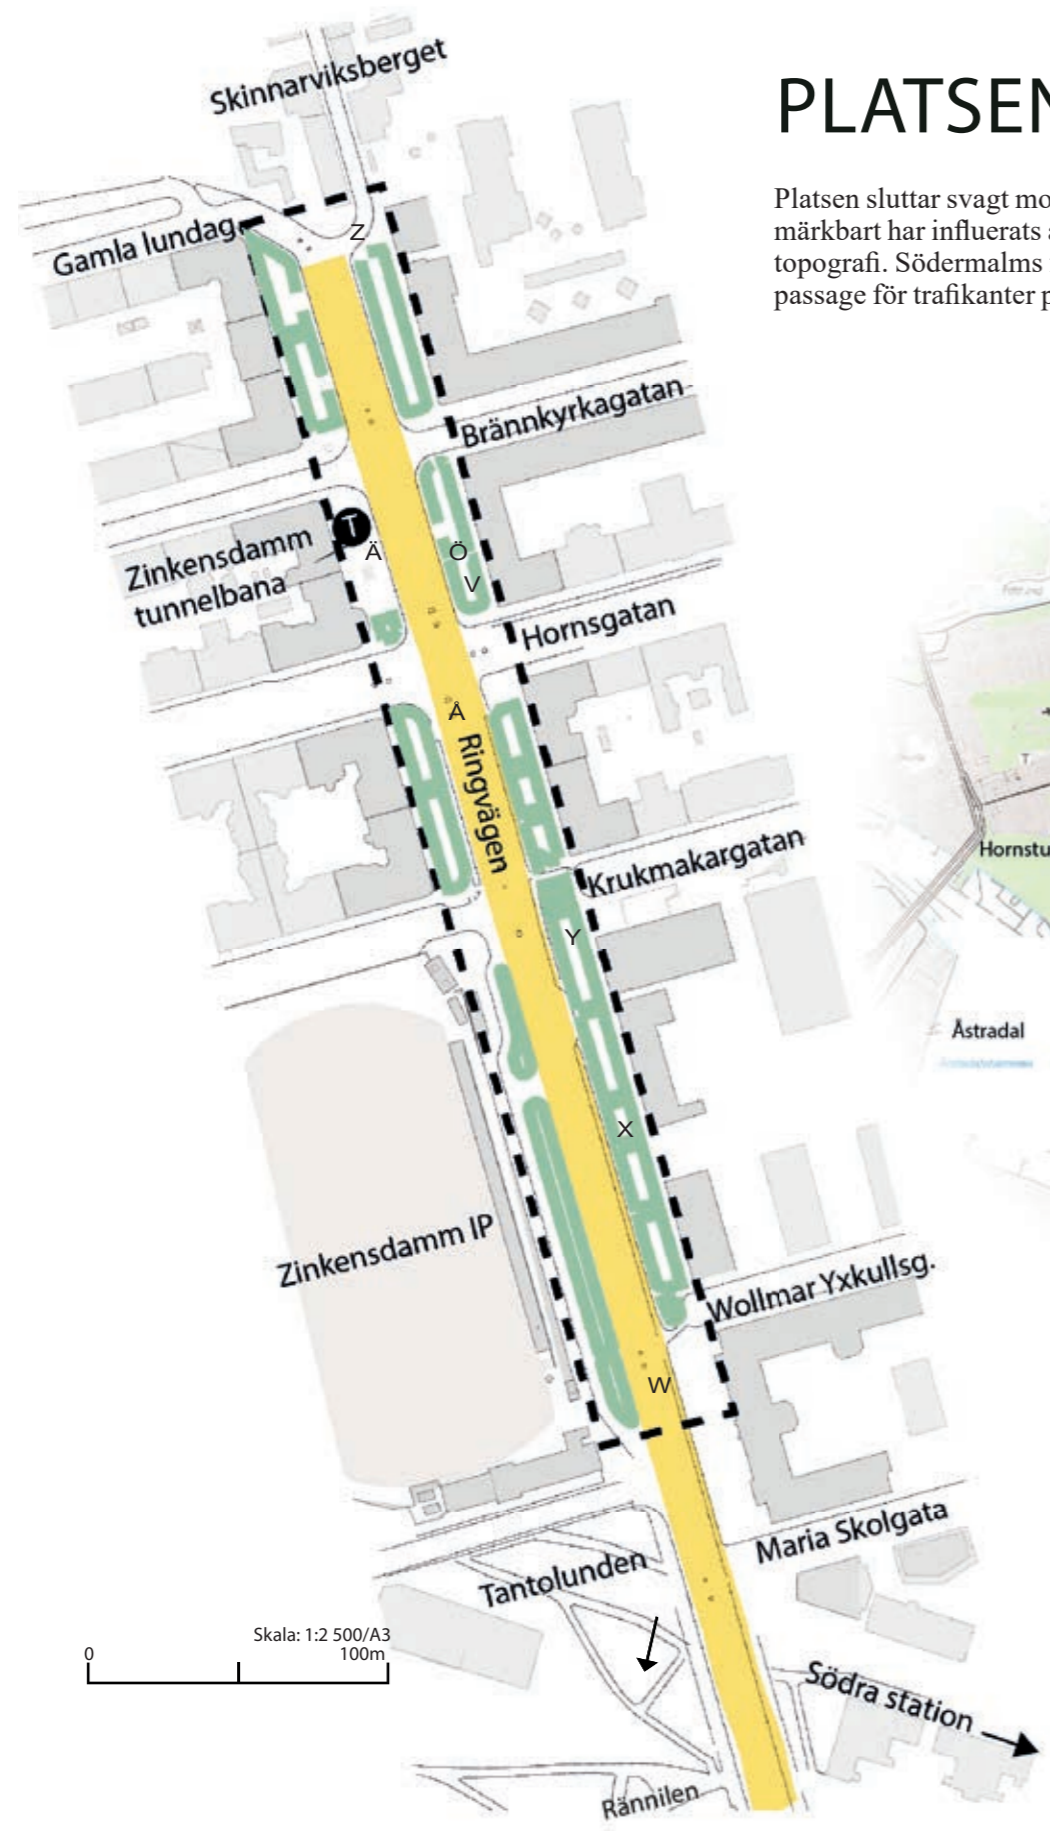 Skinnarviksberget
PLATSEN
Platsen sluttar svagt mo
märkbart har influerats a
topografi. Södermalms
passage för trafikanter p
Z
Gamla lundag.
Brännkyrkagatan
T
Zinkensdamm
tunnelbana
Ä
Ö
V
Hornsgatan
Å
Ringvägen
T
Hornstu
Krukmakargatan
Y
Åstradal
X
Zinkensdamm IP
Wollmar Yxkullsg.
W
Maria Skolgata
Tantolunden
Skala: 1:2 500/A3
0
100m
Södra station
Rännilen